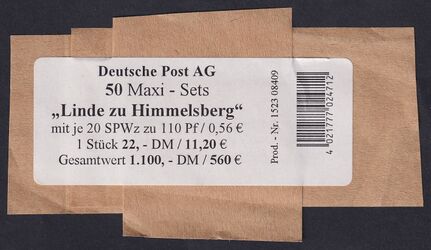 Deutsche Post AG
50 Maxi - Sets
„Linde zu Himmelsberg“
mit je 20 SPWz zu 110 Pf / 0,56 €
1 Stück 22, - DM / 11,20 €
Gesamtwert 1.100, - DM / 560 €
Prod. - Nr. 1523 08409
4 021777 024712